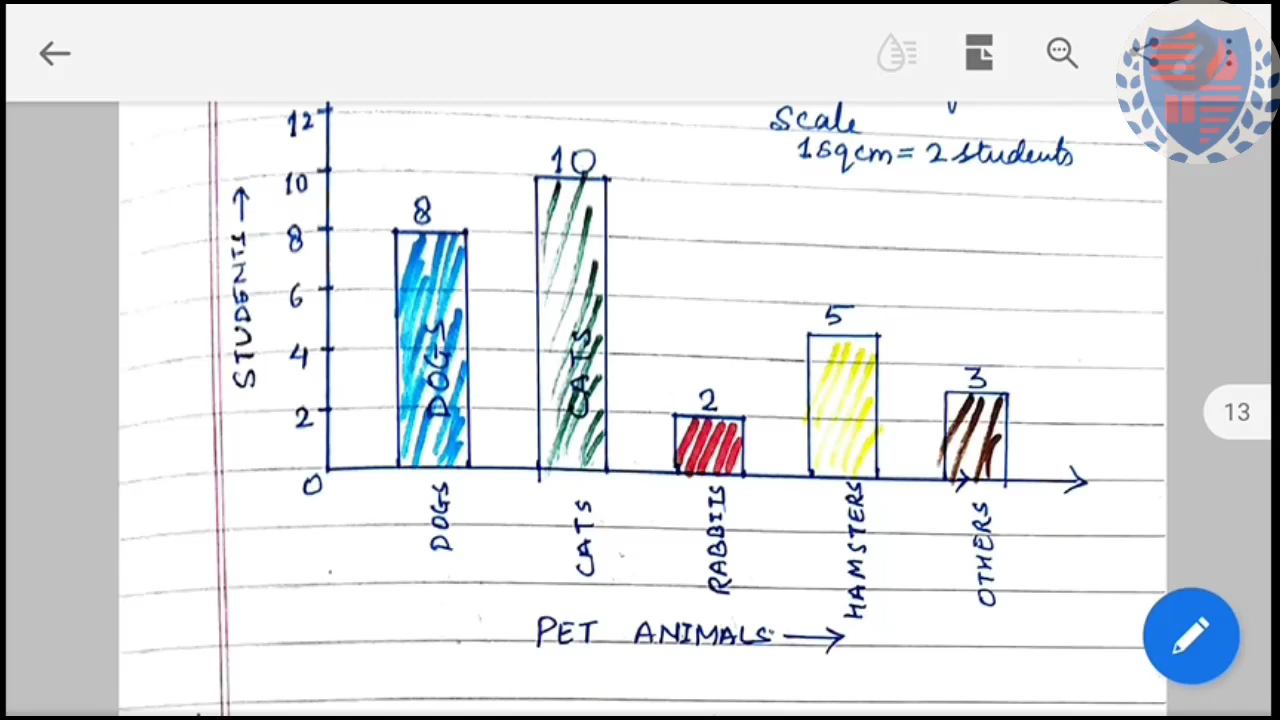 12
Scale
1 sq cm = 2 students
10
10
8
8
6
4
2
0
STUDENTS →
DOGS
CATS
2
5
3
DOGS
CATS
RABBITS
HAMSTERS
OTHERS
PET ANIMALS →
13